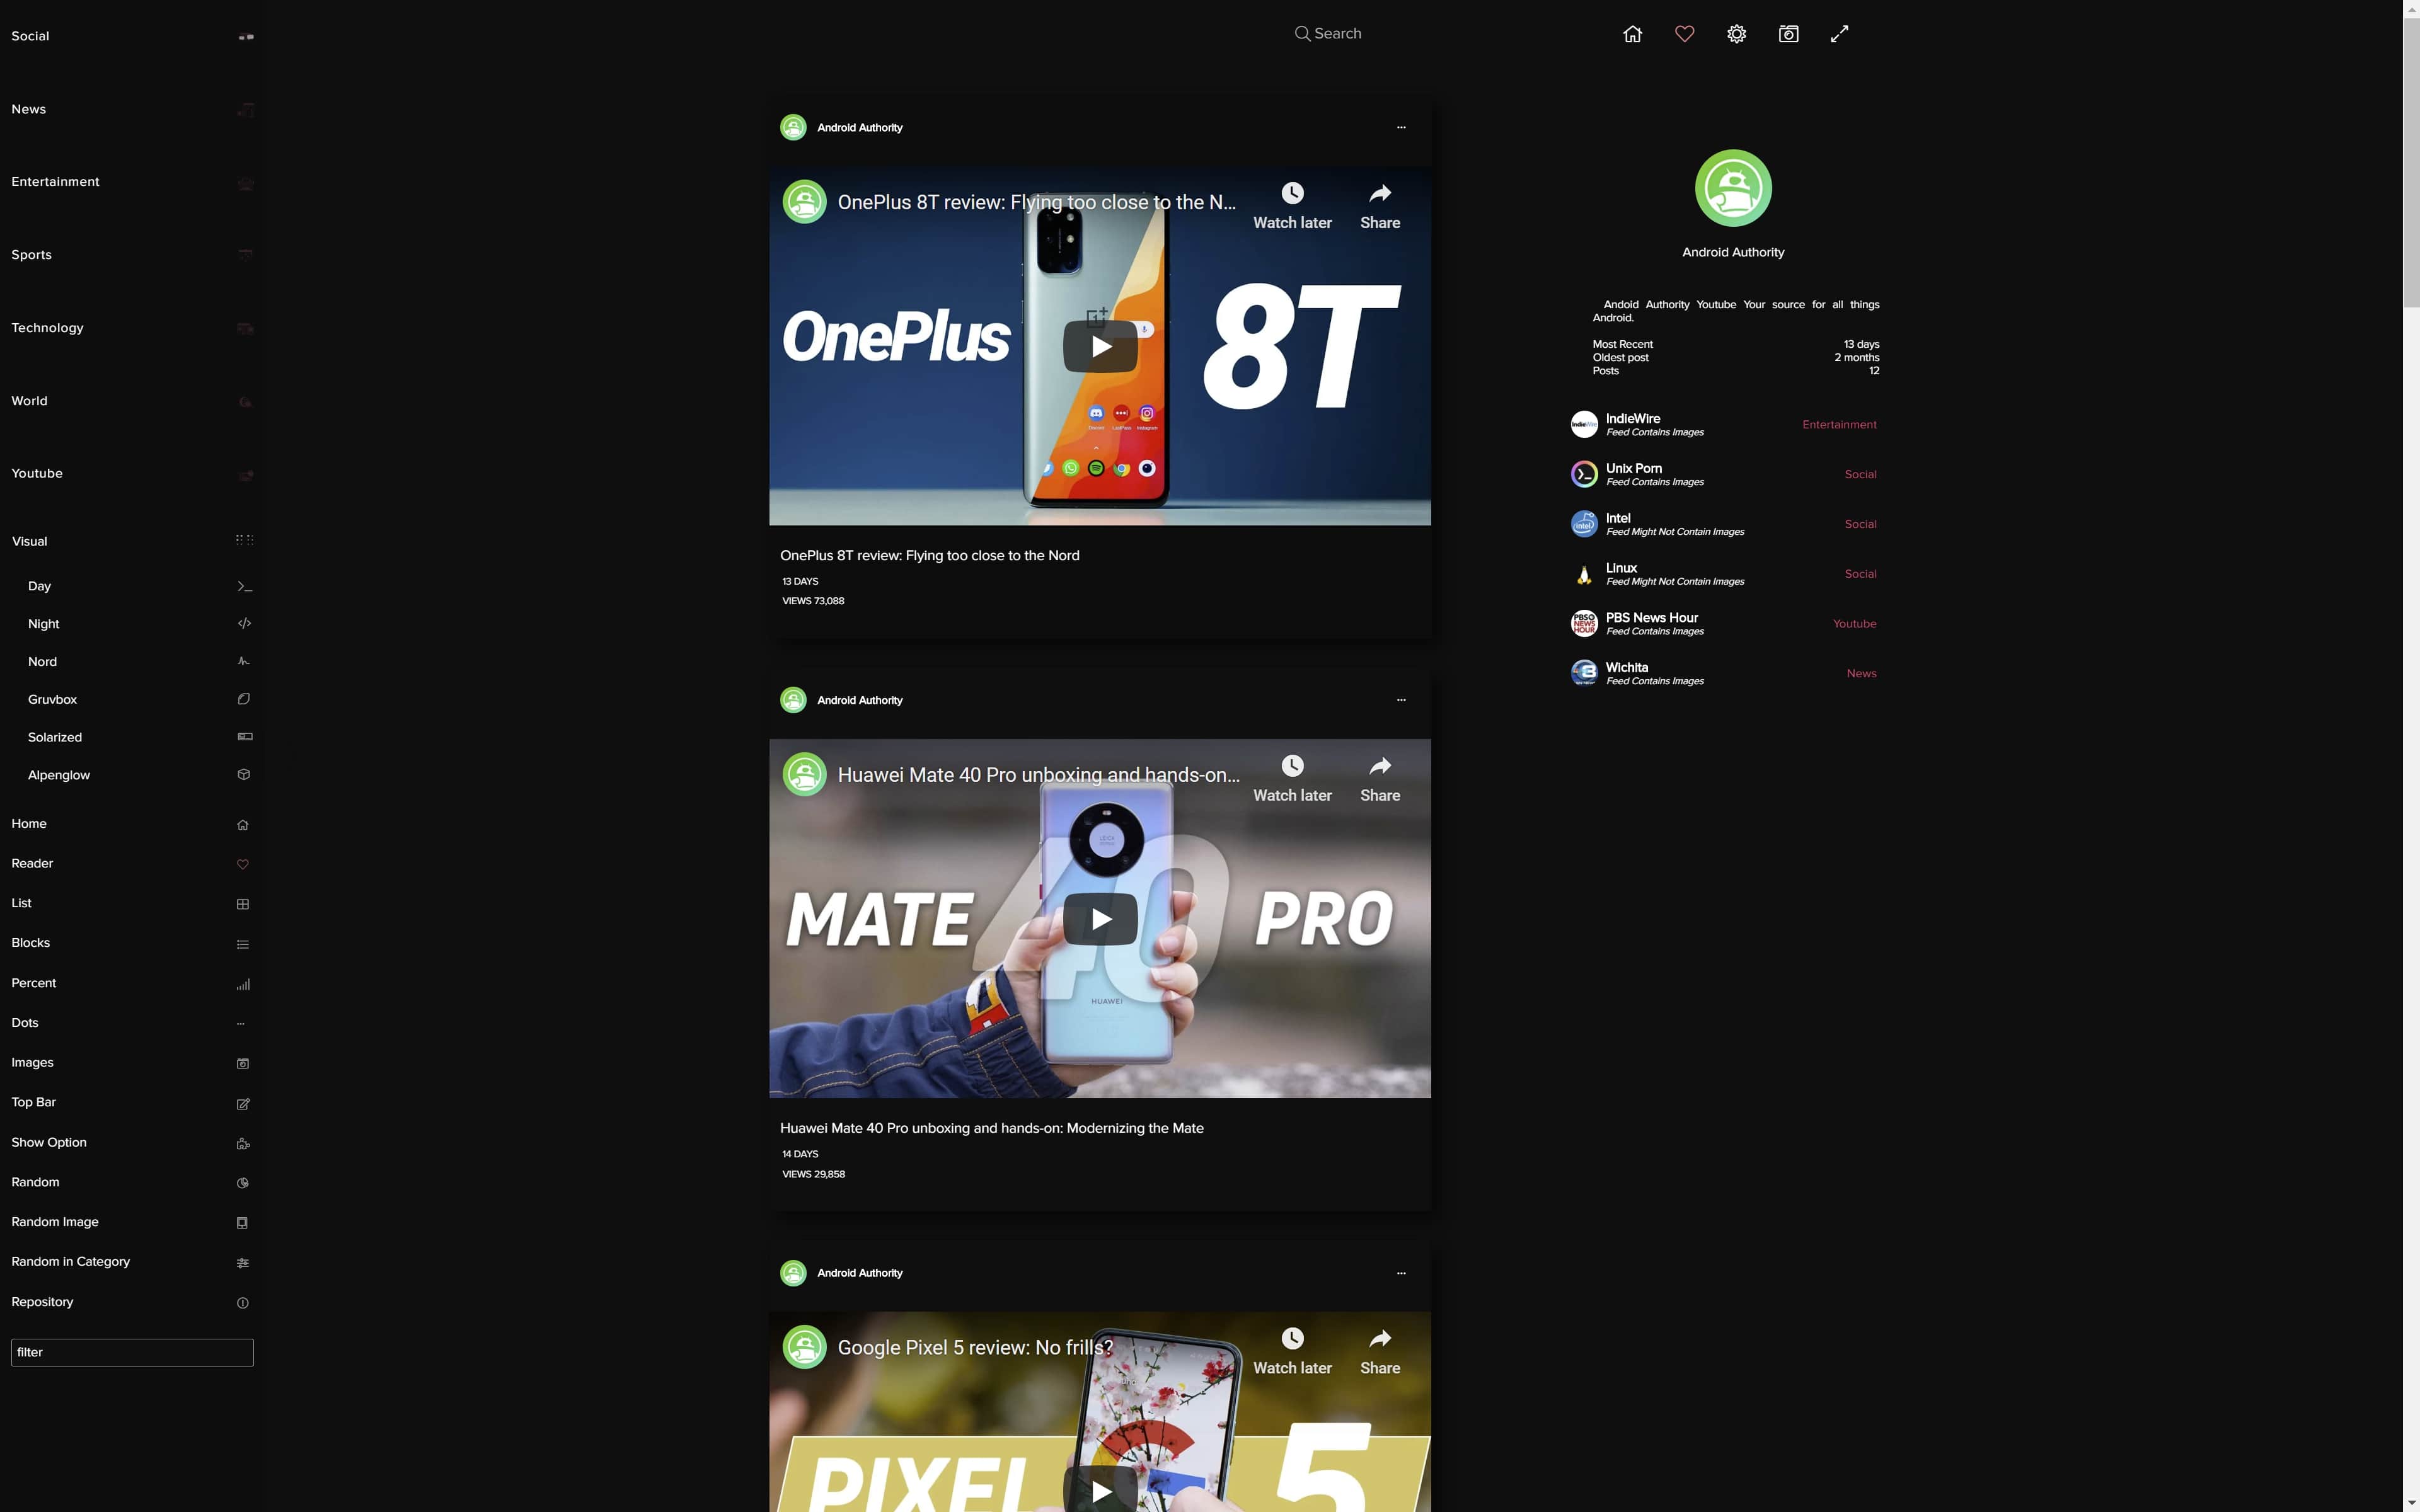 Social
News
Entertainment
Sports
Technology
World
Youtube
Visual
Day
Night
Nord
Gruvbox
Solarized
Alpenglow
Home
Reader
List
Blocks
Percent
Dots
Images
Top Bar
Show Option
Random
Random Image
Random in Category
Repository
filter
Search
Android Authority
OnePlus 8T review: Flying too close to the N...
Watch later Share
OnePlus 8T
OnePlus 8T review: Flying too close to the Nord
13 DAYS
VIEWS 73,088
Android Authority
Huawei Mate 40 Pro unboxing and hands-on...
Watch later Share
MATE 40 PRO
HUAWEI
Huawei Mate 40 Pro unboxing and hands-on: Modernizing the Mate
14 DAYS
VIEWS 29,858
Android Authority
Google Pixel 5 review: No frills?
Watch later Share
PIXEL 5
Android Authority
Andoid Authority Youtube Your source for all things
Android.
Most Recent 13 days
Oldest post 2 months
Posts 12
IndieWire
Feed Contains Images
Entertainment
Unix Porn
Feed Contains Images
Social
Intel
Feed Might Not Contain Images
Social
Linux
Feed Might Not Contain Images
Social
PBS News Hour
Feed Contains Images
Youtube
Wichita
Feed Contains Images
News